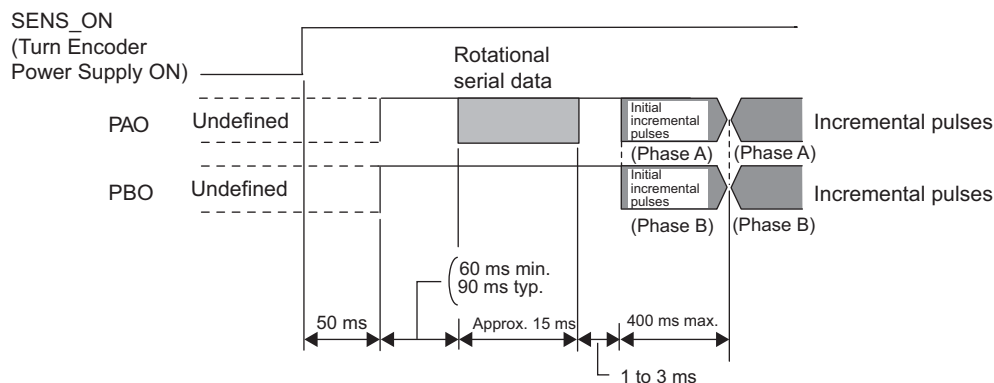 SENS_ON
(Turn Encoder
Power Supply ON)
Rotational
serial data
PAO
Undefined
Initial
incremental
pulses
Incremental pulses
(Phase A)
(Phase A)
PBO
Undefined
Initial
incremental
pulses
Incremental pulses
(Phase B)
(Phase B)
60 ms min.
90 ms typ.
50 ms
Approx. 15 ms
400 ms max.
1 to 3 ms